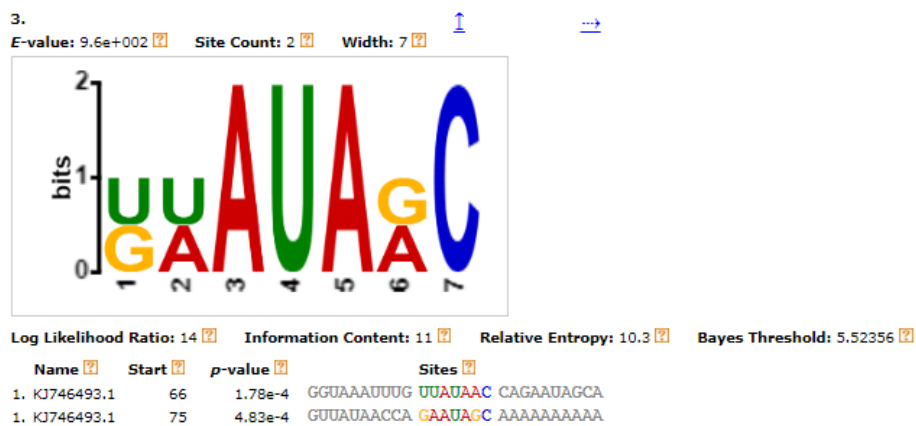 3.
E-value: 9.6e+002 ? Site Count: 2 ? Width: 7 ?
2
bits
1
0
UUAUAGC
GA A
1 2 3 4 5 6 7
Log Likelihood Ratio: 14 ? Information Content: 11 ? Relative Entropy: 10.3 ? Bayes Threshold: 5.52356 ?
Name ? Start ? p-value ? Sites ?
1. KJ746493.1 66 1.78e-4 GGUAAAUUUG UUAUAAC CAGAAUAGCA
1. KJ746493.1 75 4.83e-4 GUUAUAACCA GAAUAGC AAAAAAAAAA